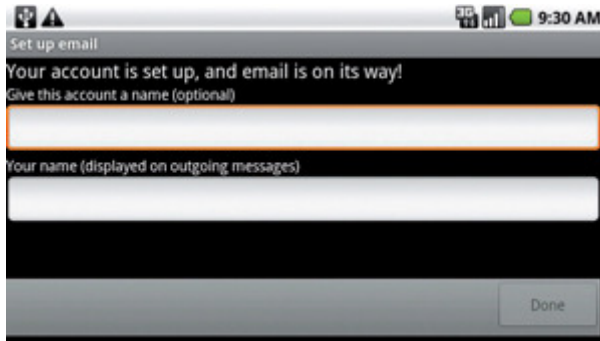 3G
9:30 AM
Set up email
Your account is set up, and email is on its way!
Give this account a name (optional)
Your name (displayed on outgoing messages)
Done